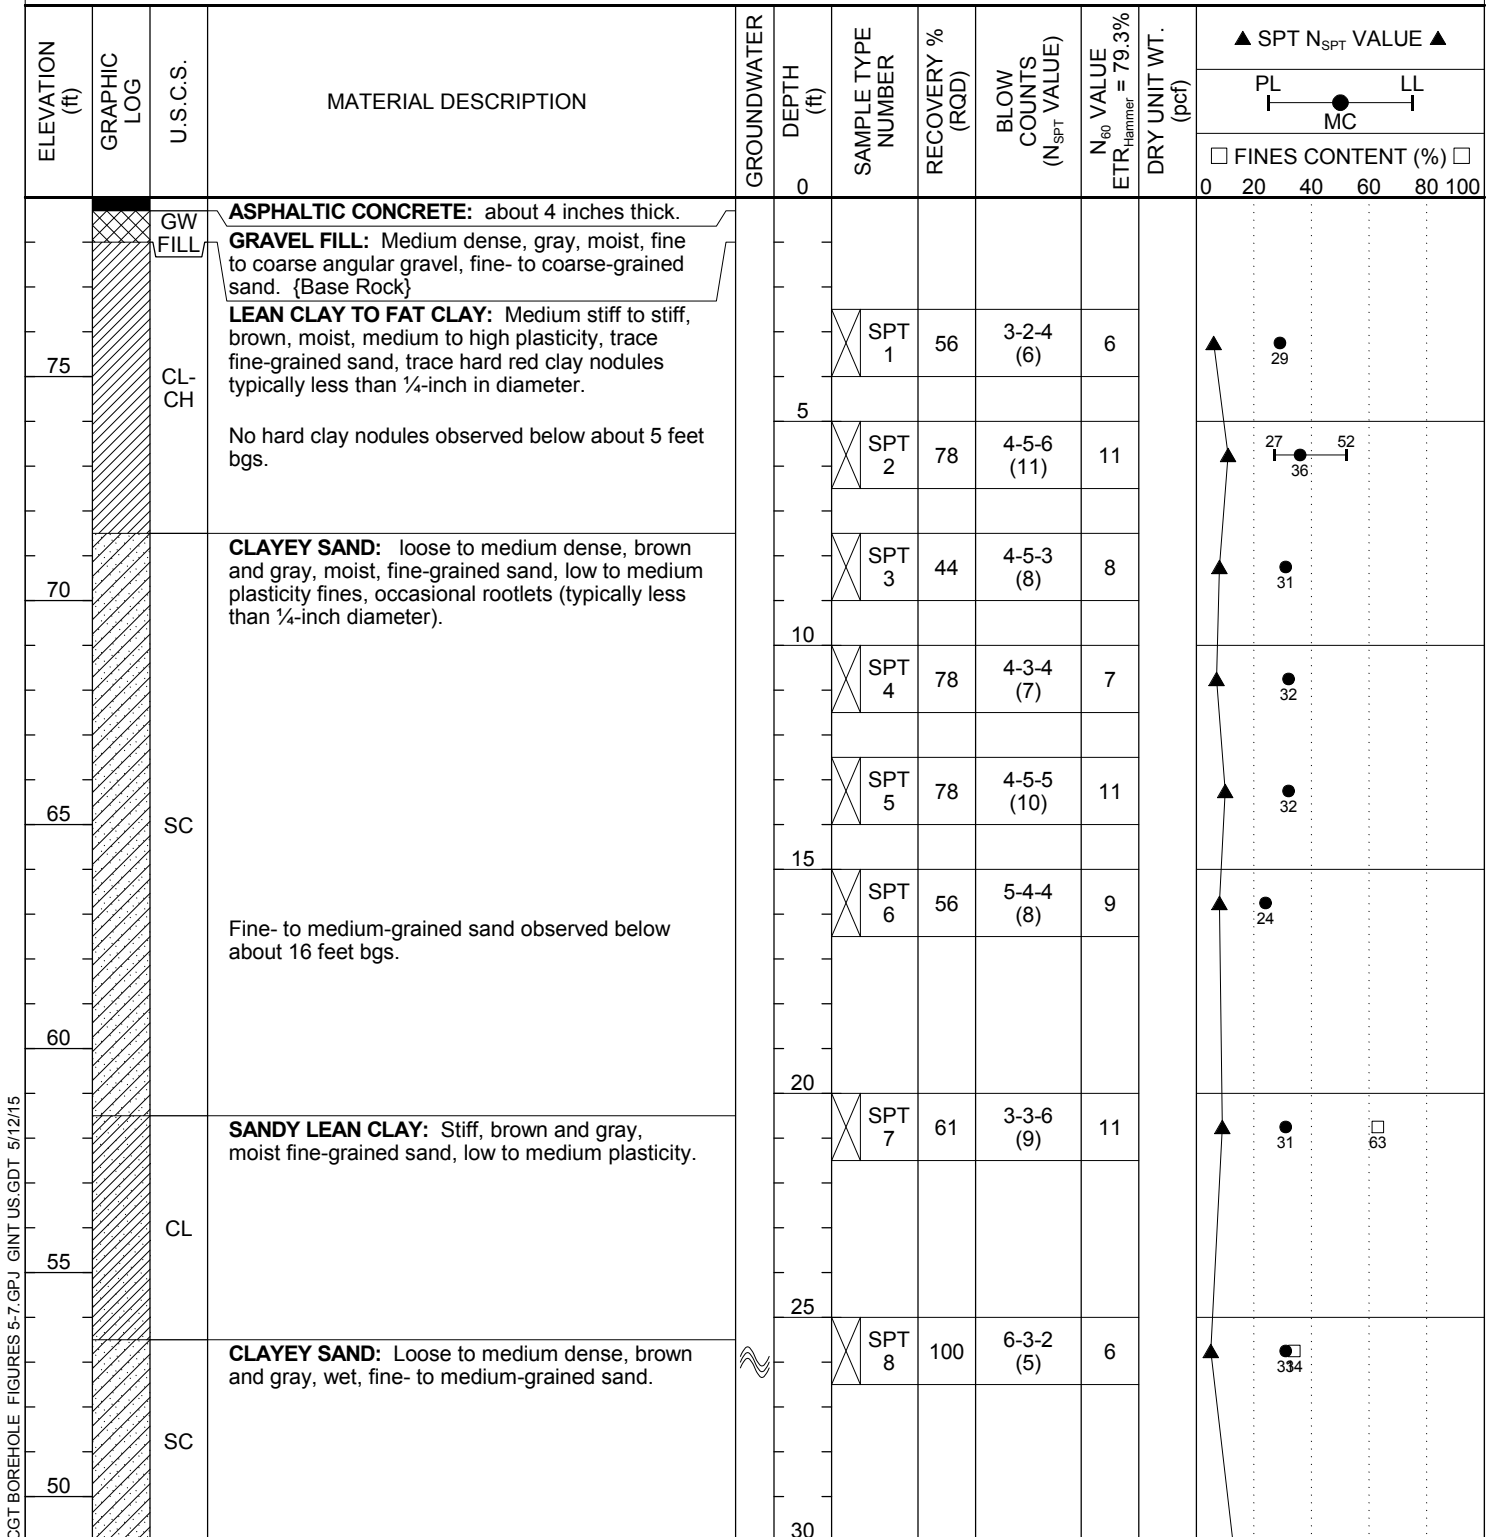 ELEVATION
(ft)
GRAPHIC
LOG
U.S.C.S.
MATERIAL DESCRIPTION
GROUNDWATER
DEPTH
(ft)
0
SAMPLE TYPE
NUMBER
RECOVERY %
(RQD)
BLOW
COUNTS
(NSPT VALUE)
N60 VALUE
ETRHammer = 79.3%
DRY UNIT WT.
(pcf)
▲ SPT NSPT VALUE ▲
PL LL
MC
□ FINES CONTENT (%) □
0 20 40 60 80 100
GW
FILL
ASPHALTIC CONCRETE: about 4 inches thick.
GRAVEL FILL: Medium dense, gray, moist, fine
to coarse angular gravel, fine- to coarse-grained
sand. {Base Rock}
LEAN CLAY TO FAT CLAY: Medium stiff to stiff,
brown, moist, medium to high plasticity, trace
fine-grained sand, trace hard red clay nodules
typically less than ¼-inch in diameter.
75
CL-
CH
SPT
1
56
3-2-4
(6)
6
29
5
No hard clay nodules observed below about 5 feet
bgs.
SPT
2
78
4-5-6
(11)
11
27 52
36
CLAYEY SAND: loose to medium dense, brown
and gray, moist, fine-grained sand, low to medium
plasticity fines, occasional rootlets (typically less
than ¼-inch diameter).
70
SPT
3
44
4-5-3
(8)
8
31
10
SPT
4
78
4-3-4
(7)
7
32
65
SC
SPT
5
78
4-5-5
(10)
11
32
15
SPT
6
56
5-4-4
(8)
9
24
Fine- to medium-grained sand observed below
about 16 feet bgs.
60
20
SANDY LEAN CLAY: Stiff, brown and gray,
moist fine-grained sand, low to medium plasticity.
SPT
7
61
3-3-6
(9)
11
31 63
CL
55
25
CLAYEY SAND: Loose to medium dense, brown
and gray, wet, fine- to medium-grained sand.
SPT
8
100
6-3-2
(5)
6
34
SC
50
30
CGT BOREHOLE FIGURES 5-7.GPJ GINT US.GDT 5/12/15